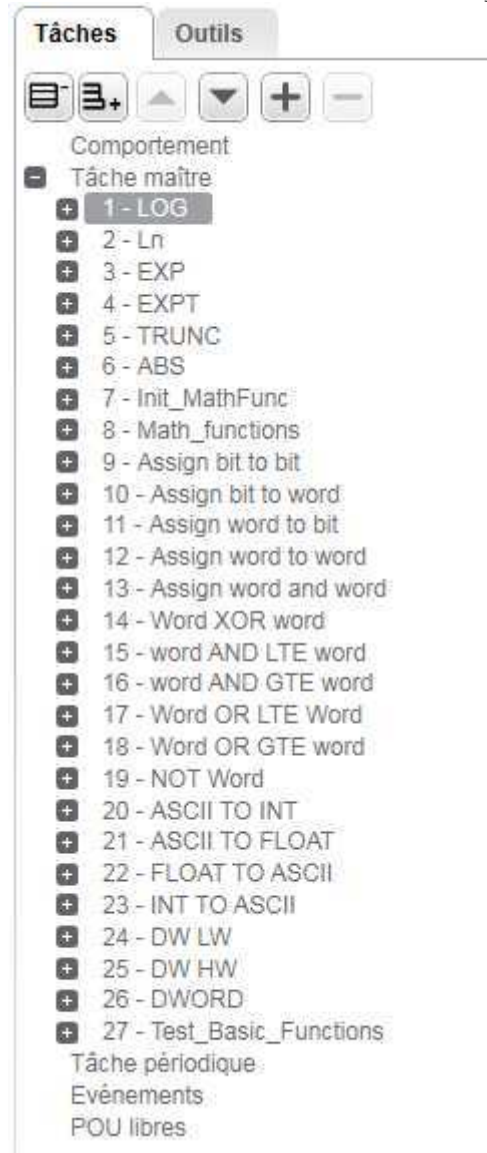 Tâches Outils
Comportement
Tâche maître
1 - LOG
2 - Ln
3 - EXP
4 - EXPT
5 - TRUNC
6 - ABS
7 - Init_MathFunc
8 - Math_functions
9 - Assign bit to bit
10 - Assign bit to word
11 - Assign word to bit
12 - Assign word to word
13 - Assign word and word
14 - Word XOR word
15 - word AND LTE word
16 - word AND GTE word
17 - Word OR LTE Word
18 - Word OR GTE word
19 - NOT Word
20 - ASCII TO INT
21 - ASCII TO FLOAT
22 - FLOAT TO ASCII
23 - INT TO ASCII
24 - DW LW
25 - DW HW
26 - DWORD
27 - Test_Basic_Functions
Tâche périodique
Evénements
POU libres